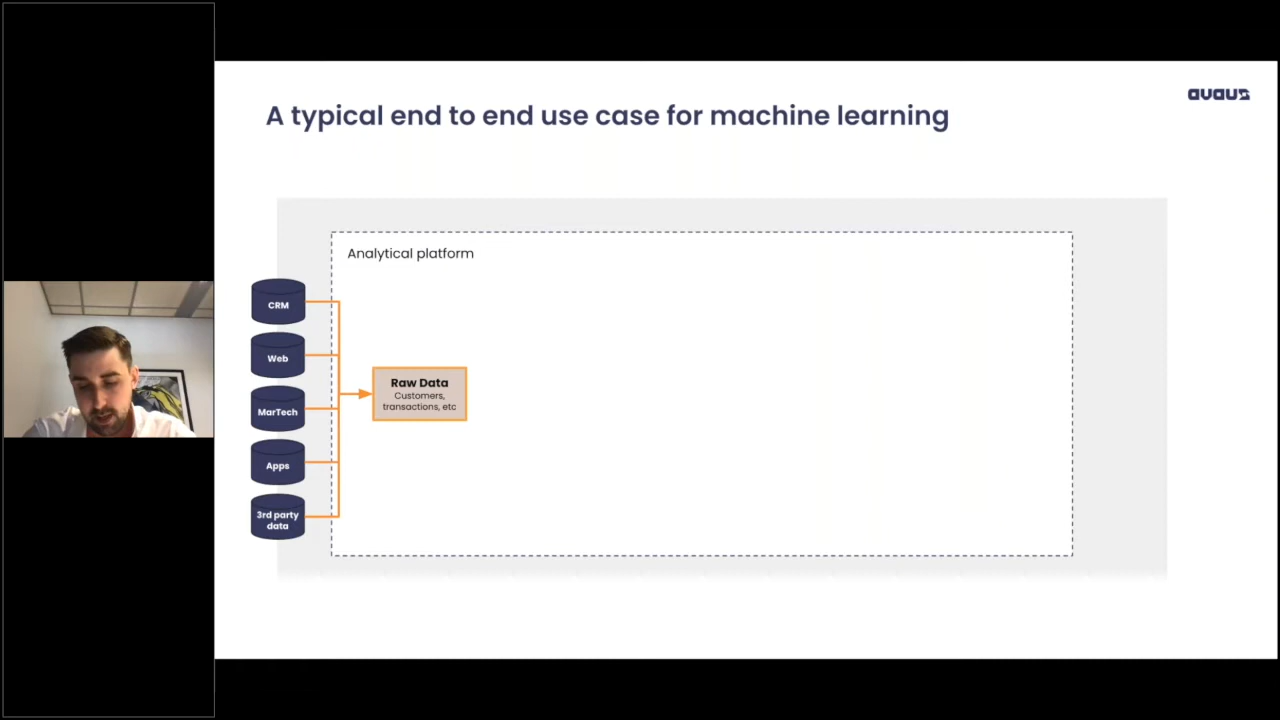 avaus
A typical end to end use case for machine learning
Analytical platform
CRM
Web
MarTech
Apps
3rd party
data
Raw Data
Customers,
transactions, etc